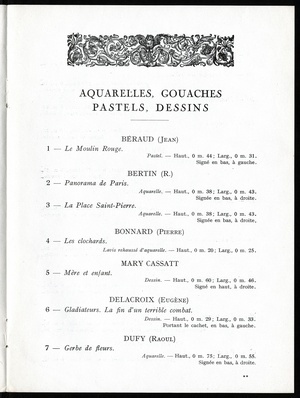 AQUARELLES, GOUACHES
PASTELS, DESSINS
BÉRAUD (Jean)
1 — Le Moulin Rouge.
Pastel. — Haut., 0 m. 44; Larg., 0 m. 31.
Signé en bas, à gauche.
BERTIN (R.)
2 — Panorama de Paris.
Aquarelle. — Haut., 0 m. 38; Larg., 0 m. 43.
Signée en bas, à droite.
3 — La Place Saint-Pierre.
Aquarelle. — Haut., 0 m. 38; Larg., 0 m. 43.
Signée en bas, à droite.
BONNARD (Pierre)
4 — Les clochards.
Lavis rehaussé d'aquarelle. — Haut., 0 m. 20; Larg., 0 m. 25.
MARY CASSATT
5 — Mère et enfant.
Dessin. — Haut., 0 m. 60; Larg., 0 m. 46.
Signé en haut, à droite.
DELACROIX (Eugène)
6 — Gladiateurs. La fin d'un terrible combat.
Dessin. — Haut., 0 m. 29; Larg., 0 m. 33.
Portant le cachet, en bas, à gauche.
DUFY (Raoul)
7 — Gerbe de fleurs.
Aquarelle. — Haut., 0 m. 75; Larg., 0 m. 55.
Signée en bas, à droite.
**